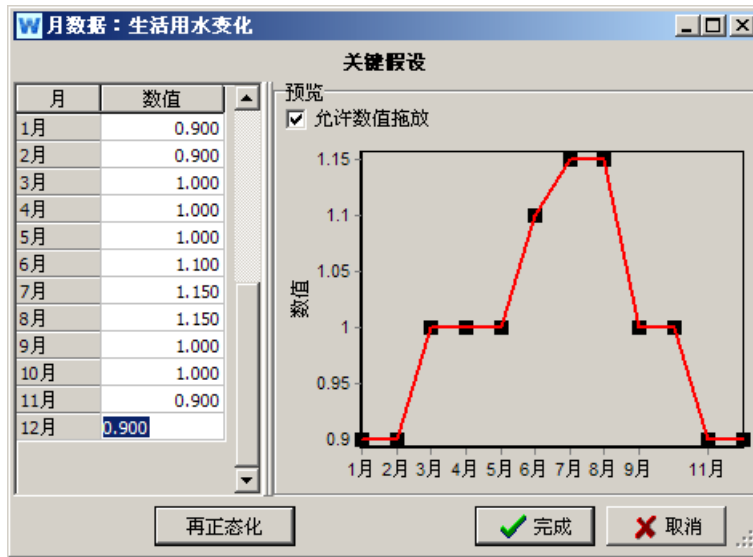 月数据：生活用水变化
关键假设
月 数值
1月 0.900
2月 0.900
3月 1.000
4月 1.000
5月 1.000
6月 1.100
7月 1.150
8月 1.150
9月 1.000
10月 1.000
11月 0.900
12月 0.900
预览
允许数值拖放
数值
1.15
1.1
1.05
1
0.95
0.9
1月 2月 3月 4月 5月 6月 7月 8月 9月 11月
再正态化 完成 取消